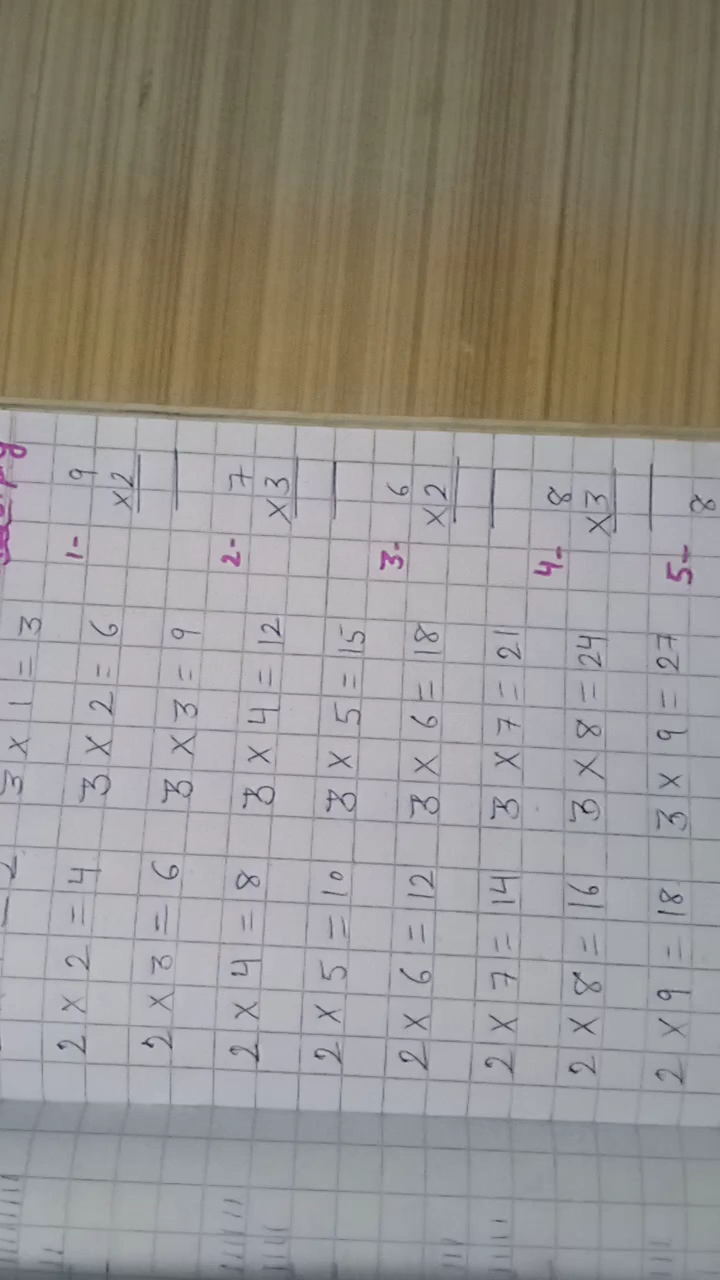 = 2
2 x 2 = 4
2 x 3 = 6
2 x 4 = 8
2 x 5 = 10
2 x 6 = 12
2 x 7 = 14
2 x 8 = 16
2 x 9 = 18
3 x 1 = 3
3 x 2 = 6
3 x 3 = 9
3 x 4 = 12
3 x 5 = 15
3 x 6 = 18
3 x 7 = 21
3 x 8 = 24
3 x 9 = 27
1- 9
x2
2- 7
x3
3- 6
x2
4- 8
x3
5- 8